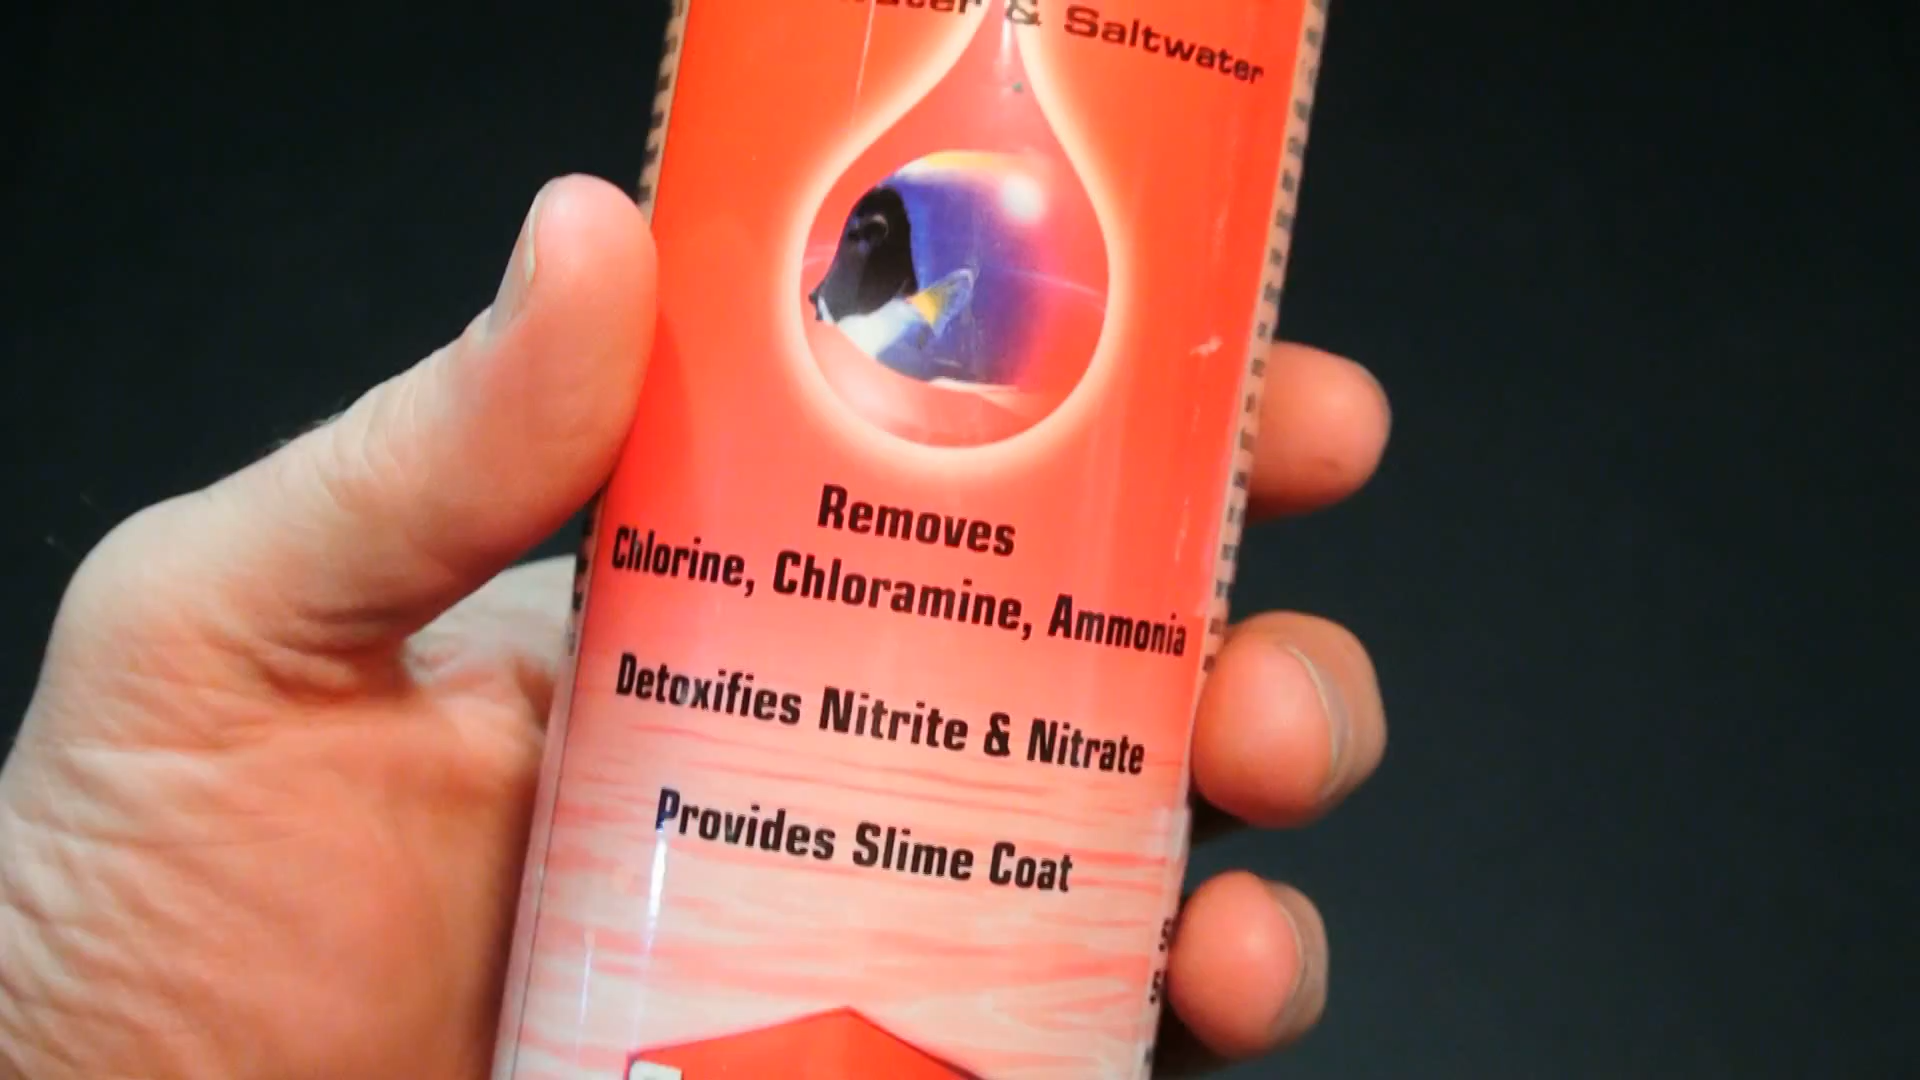 & Saltwater
Removes
Chlorine, Chloramine, Ammonia
Detoxifies Nitrite & Nitrate
Provides Slime Coat